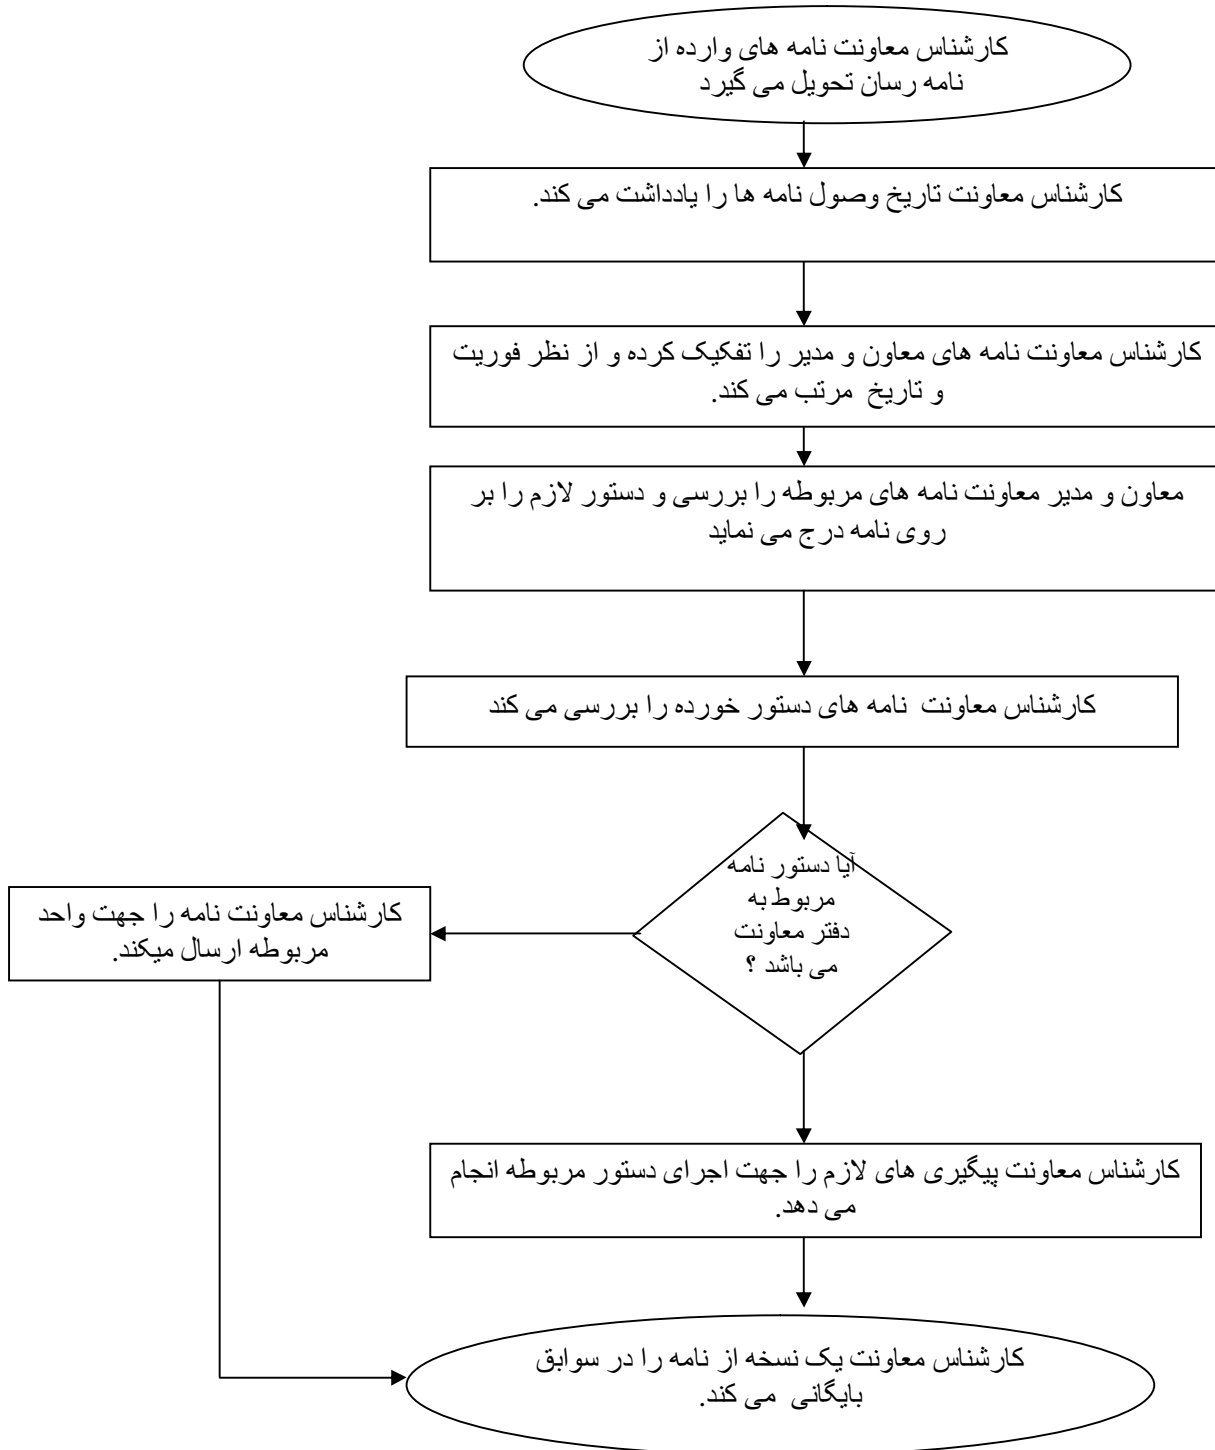 کارشناس معاونت نامه های وارده از
نامه رسان تحویل می گیرد
کارشناس معاونت تاریخ وصول نامه ها را یادداشت می کند.
کارشناس معاونت نامه های معاون و مدیر را تفکیک کرده و از نظر فوریت
و تاریخ مرتب می کند.
معاون و مدیر معاونت نامه های مربوطه را بررسی و دستور لازم را بر
روی نامه درج می نماید
کارشناس معاونت نامه های دستور خورده را بررسی می کند
آیا دستور نامه
مربوط به
دفتر معاونت
می باشد ؟
کارشناس معاونت نامه را جهت واحد
مربوطه ارسال میکند.
کارشناس معاونت پیگیری های لازم را جهت اجرای دستور مربوطه انجام
می دهد.
کارشناس معاونت یک نسخه از نامه را در سوابق
بایگانی می کند.